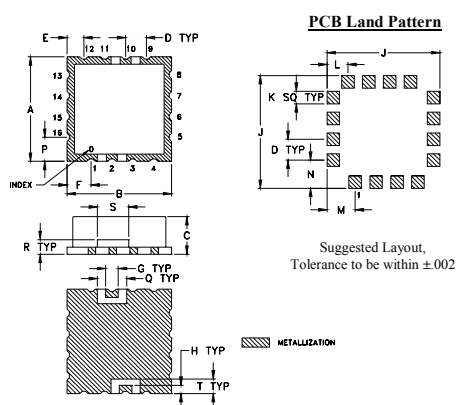 PCB Land Pattern
E
D TYP
12 11 10 9
13
14
15
16
8
7
6
5
A
P
0
1 2 3 4
INDEX
F
B
S
R TYP
C
G TYP
Q TYP
H TYP
T TYP
METALLIZATION
J
L
K SQ TYP
J
D TYP
N
1
M
Suggested Layout,
Tolerance to be within ±.002